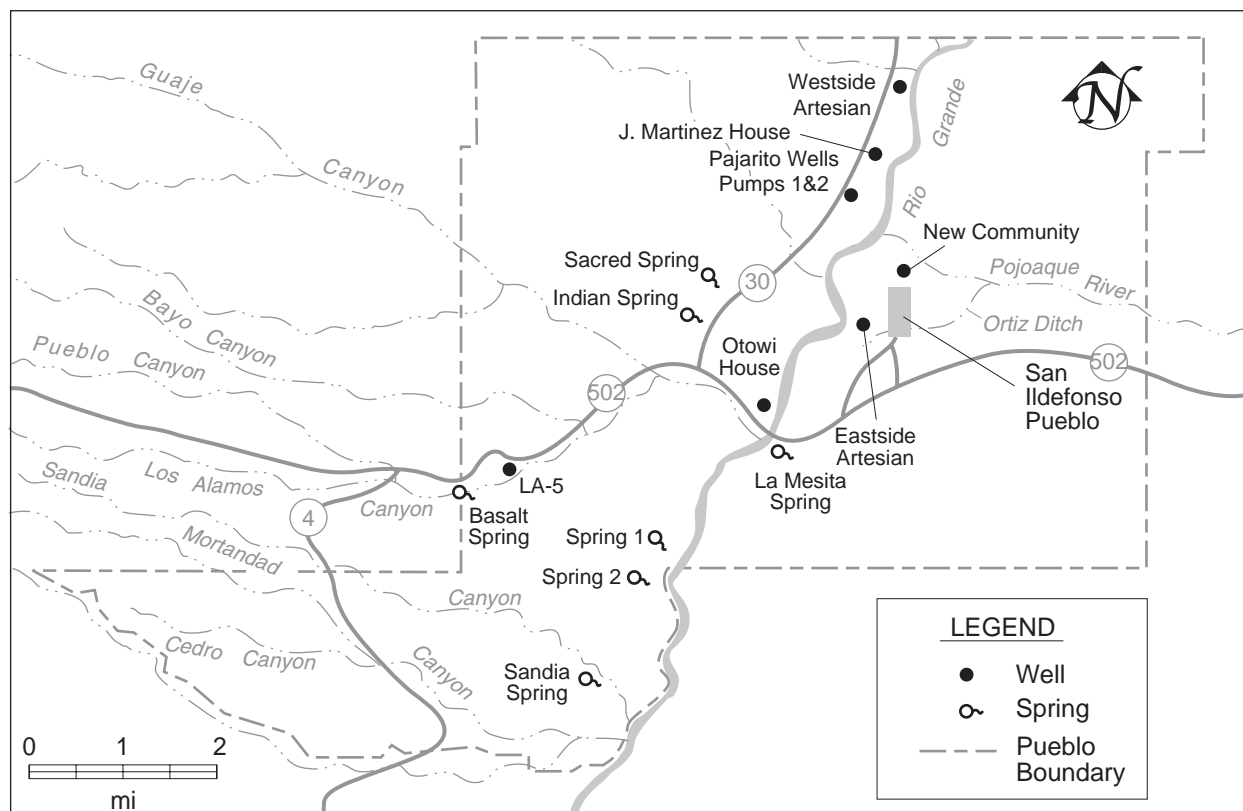 Guaje
Canyon
Westside
Artesian
J. Martinez House
Pajarito Wells
Pumps 1&2
Rio
Grande
N
New Community
Pojoaque
River
Ortiz Ditch
Sacred Spring
Indian Spring
30
Bayo Canyon
Pueblo Canyon
Otowi
House
502
502
San
Ildefonso
Pueblo
Eastside
Artesian
La Mesita
Spring
Sandia
Los Alamos
Canyon
LA-5
Basalt
Spring
4
Mortandad
Canyon
Spring 1
Spring 2
Cedro Canyon
Canyon
Sandia
Spring
0 1 2
mi
LEGEND
Well
Spring
Pueblo
Boundary